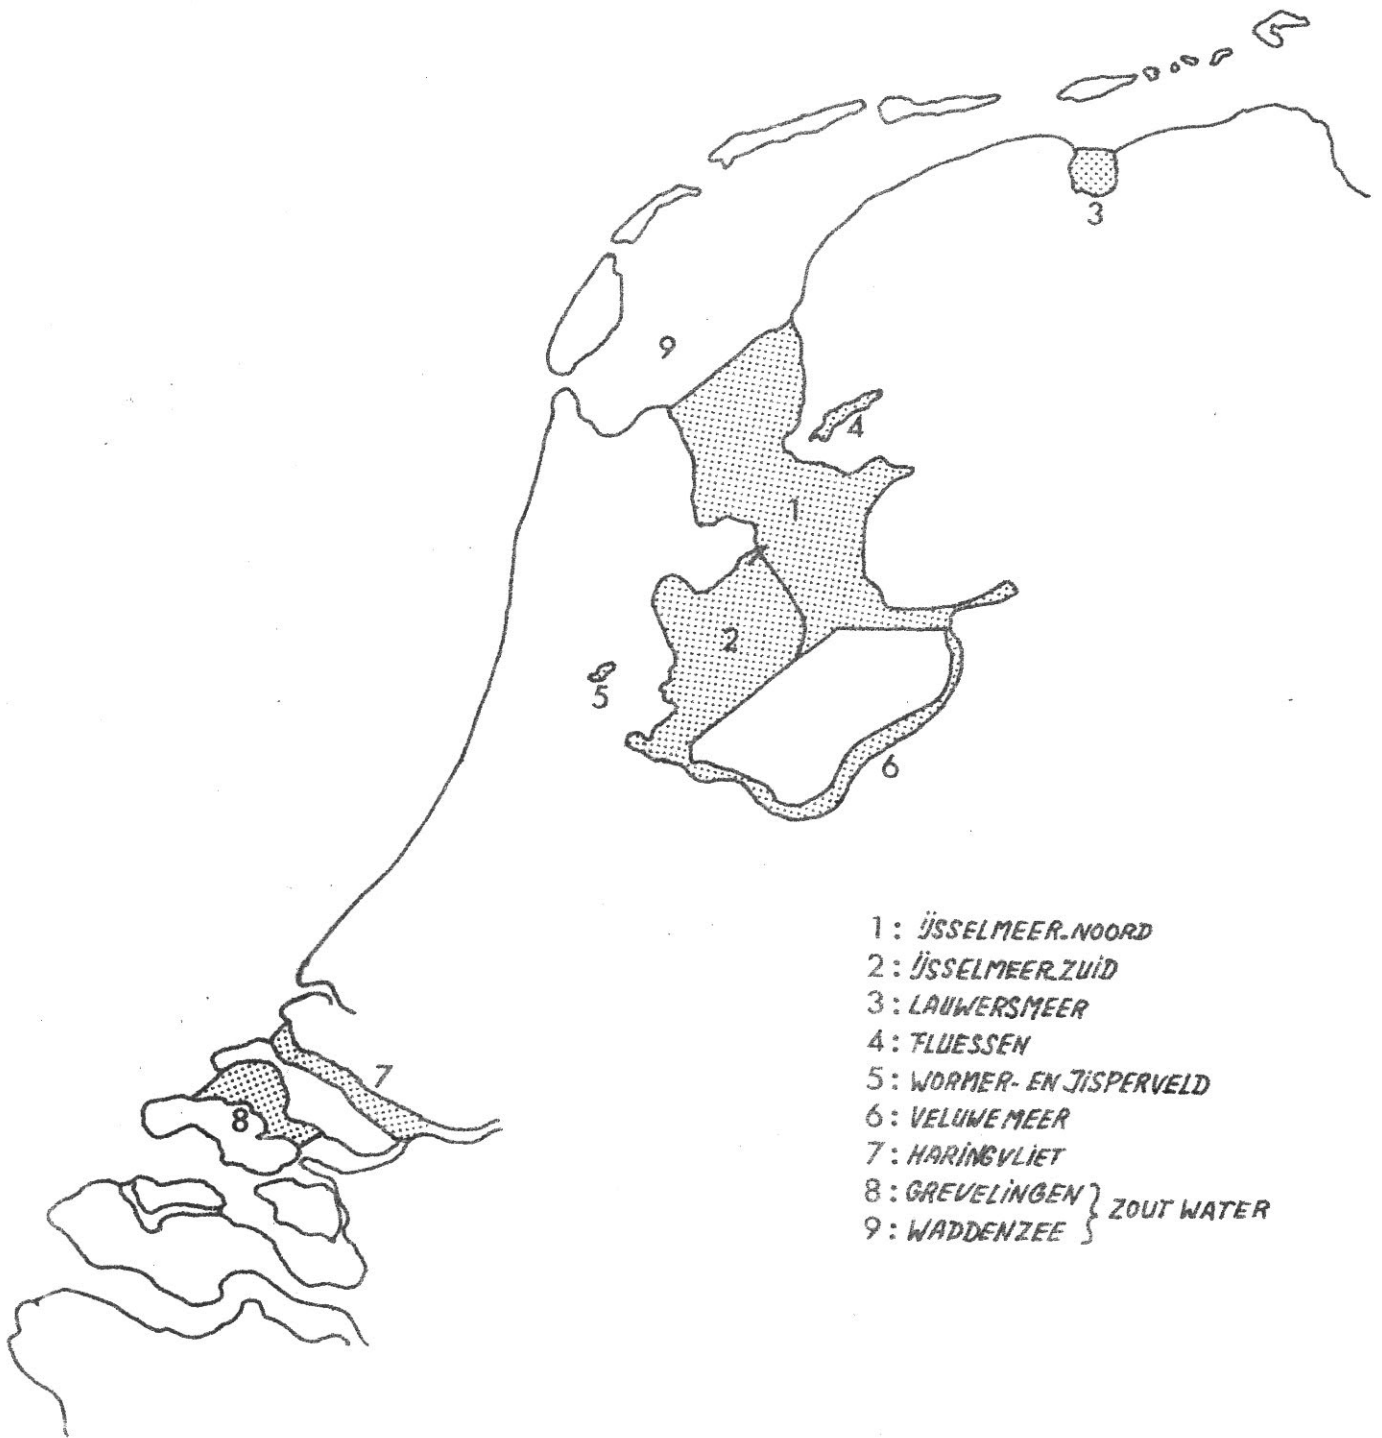 3
9
4
1
2
5
6
7
8
1: IJSSELMEER-NOORD
2: IJSSELMEER-ZUID
3: LAUWERSMEER
4: FLUESSEN
5: WORMER- EN JISPERVELD
6: VELUWEMEER
7: HARINGVLIET
8: GREVELINGEN } ZOUT WATER
9: WADDENZEE